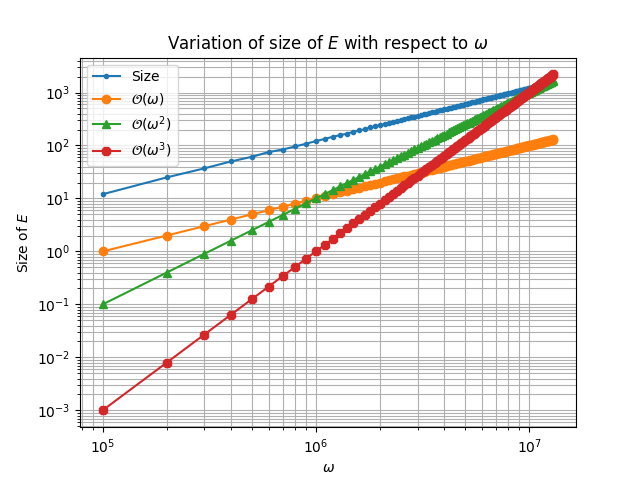 Variation of size of E with respect to ω
Size
𝒪(ω)
𝒪(ω²)
𝒪(ω³)
Size of E
10³
10²
10¹
10⁰
10⁻¹
10⁻²
10⁻³
10⁵ 10⁶ 10⁷
ω